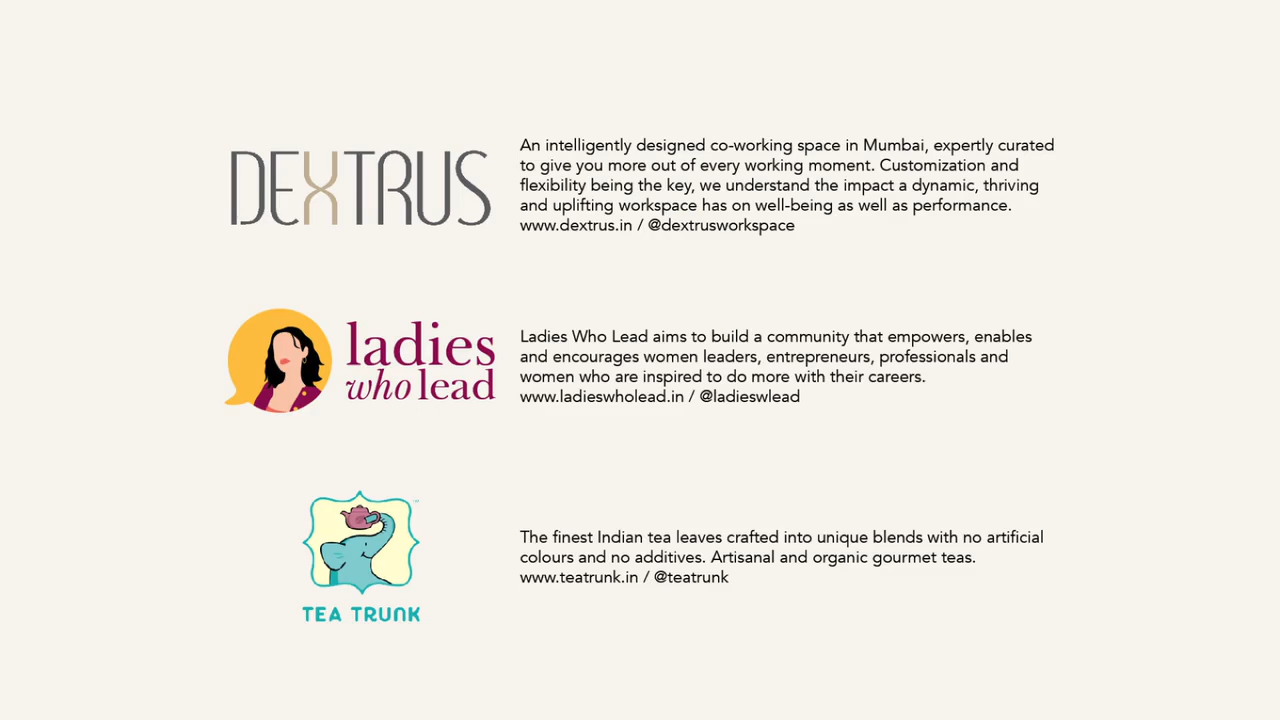 DEXTRUS
An intelligently designed co-working space in Mumbai, expertly curated
to give you more out of every working moment. Customization and
flexibility being the key, we understand the impact a dynamic, thriving
and uplifting workspace has on well-being as well as performance.
www.dextrus.in / @dextrusworkspace
ladies
who lead
Ladies Who Lead aims to build a community that empowers, enables
and encourages women leaders, entrepreneurs, professionals and
women who are inspired to do more with their careers.
www.ladieswholead.in / @ladieswlead
TEA TRUNK
The finest Indian tea leaves crafted into unique blends with no artificial
colours and no additives. Artisanal and organic gourmet teas.
www.teatrunk.in / @teatrunk